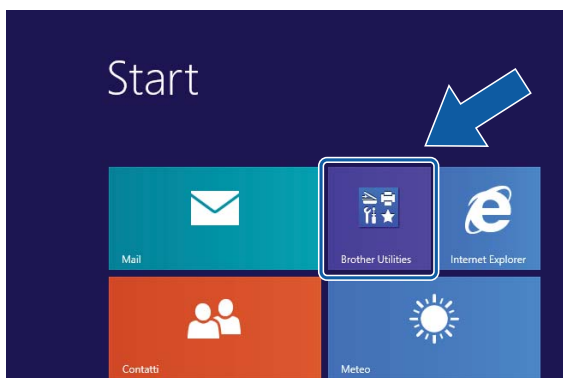 Start
Mail
Brother Utilities
Internet Explorer
Contatti
Meteo